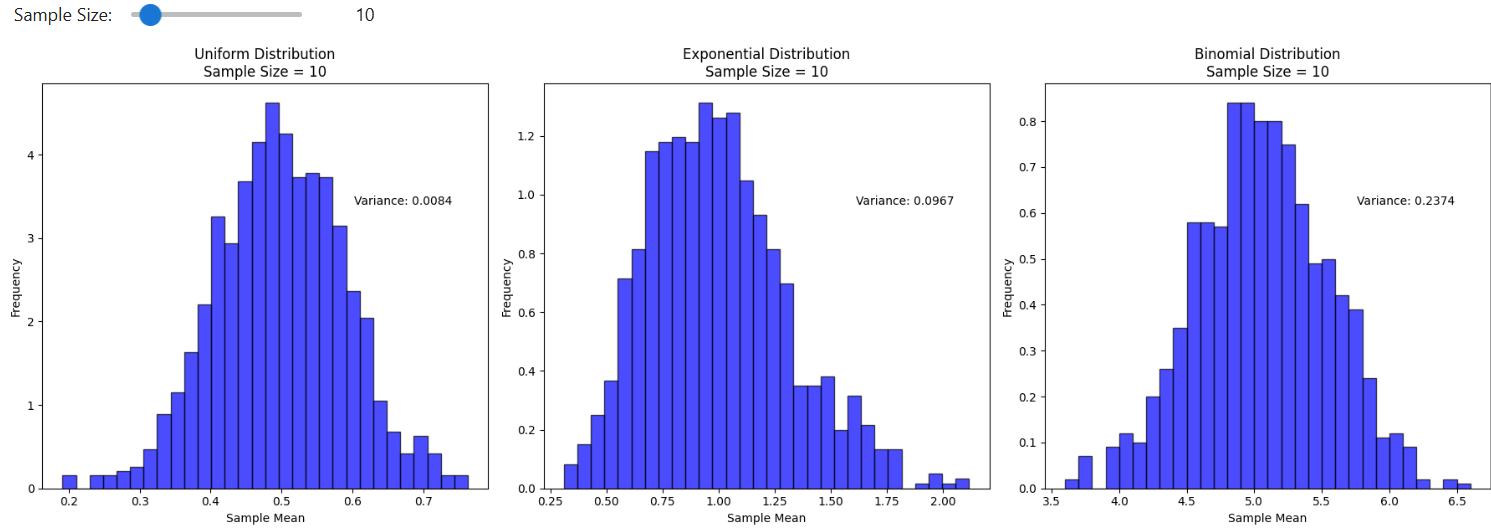 Sample Size: 10
Uniform Distribution
Sample Size = 10
Frequency
4
3
2
1
0
Variance: 0.0084
0.2 0.3 0.4 0.5 0.6 0.7
Sample Mean
Exponential Distribution
Sample Size = 10
Frequency
1.2
1.0
0.8
0.6
0.4
0.2
0.0
Variance: 0.0967
0.25 0.50 0.75 1.00 1.25 1.50 1.75 2.00
Sample Mean
Binomial Distribution
Sample Size = 10
Frequency
0.8
0.7
0.6
0.5
0.4
0.3
0.2
0.1
0.0
Variance: 0.2374
3.5 4.0 4.5 5.0 5.5 6.0 6.5
Sample Mean